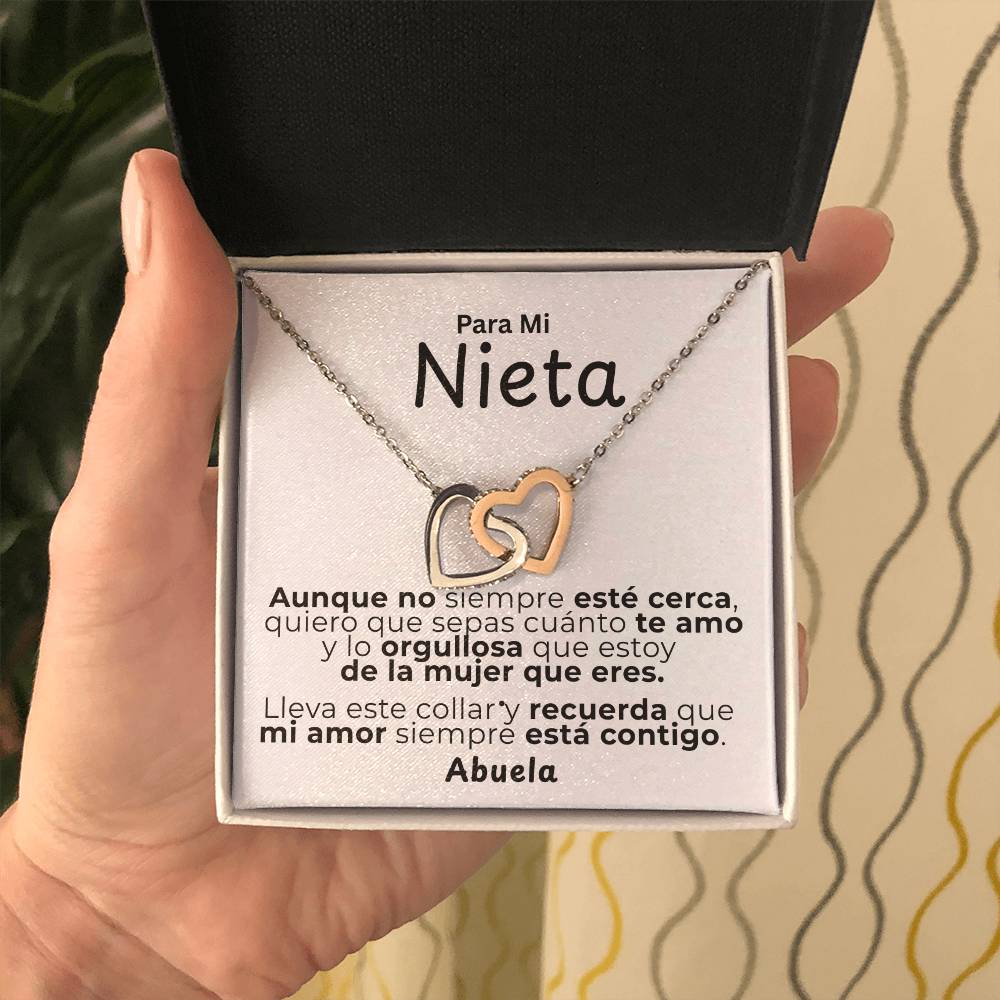 Para Mi
Nieta
Aunque no siempre esté cerca,
quiero que sepas cuánto te amo
y lo orgullosa que estoy
de la mujer que eres.
Lleva este collar y recuerda que
mi amor siempre está contigo.
Abuela